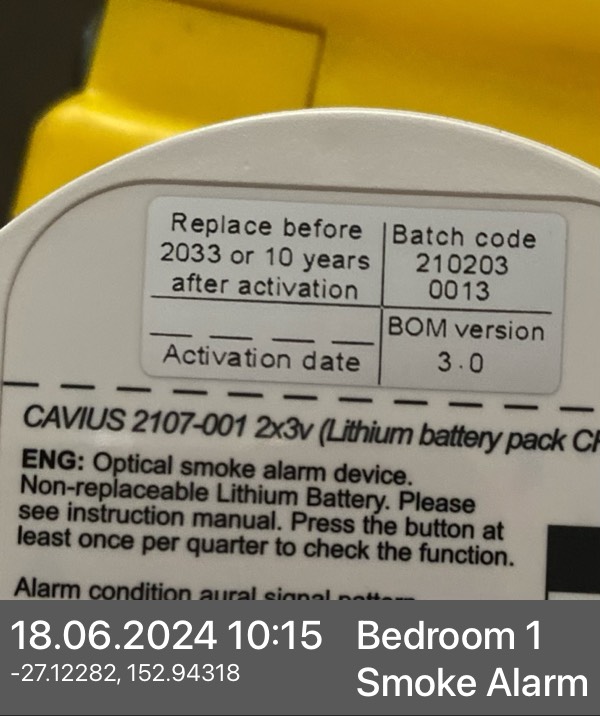 Replace before
2033 or 10 years
after activation
Batch code
210203
0013
BOM version
3.0
Activation date
CAVIUS 2107-001 2x3v (Lithium battery pack
ENG: Optical smoke alarm device.
Non-replaceable Lithium Battery. Please
see instruction manual. Press the button at
least once per quarter to check the function.
Alarm condition aural signal
18.06.2024 10:15
-27.12282, 152.94318
Bedroom 1
Smoke Alarm